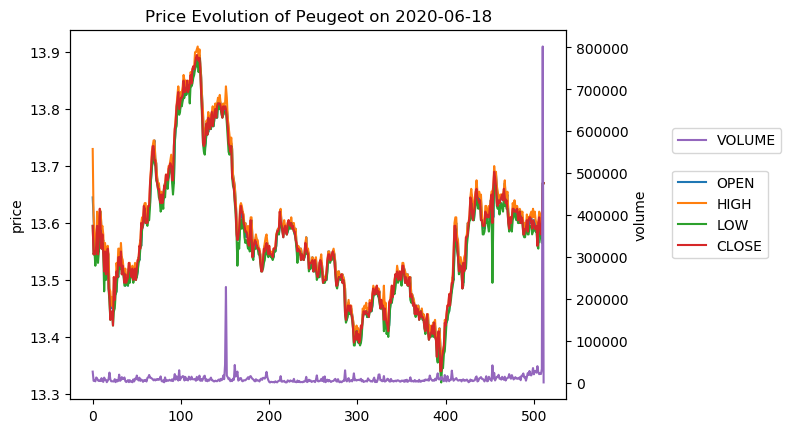 Price Evolution of Peugeot on 2020-06-18
price
13.9
13.8
13.7
13.6
13.5
13.4
13.3
0
100
200
300
400
500
800000
700000
600000
500000
400000
300000
200000
100000
0
volume
VOLUME
OPEN
HIGH
LOW
CLOSE